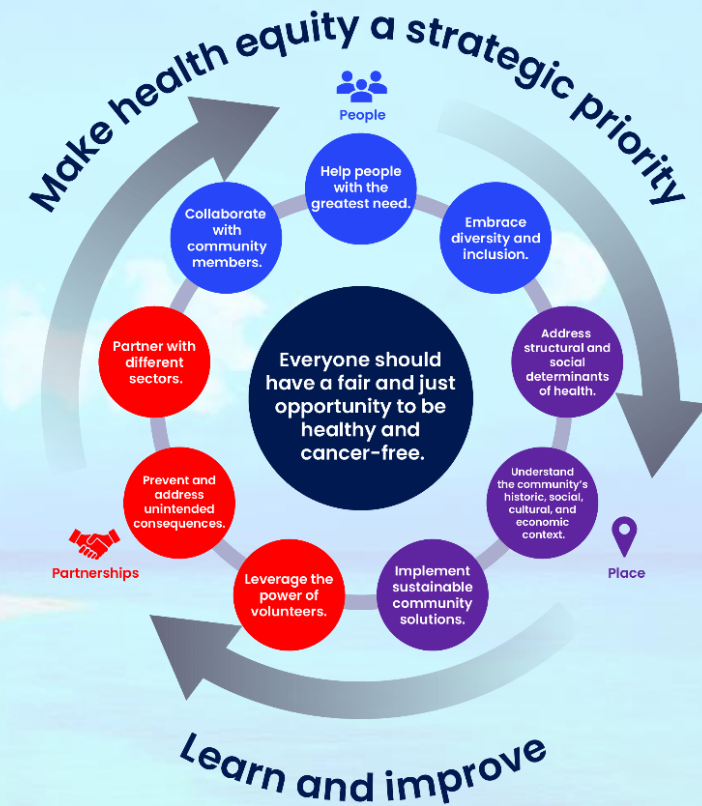 Make health equity a strategic priority
People
Help people
with the
greatest need.
Embrace
diversity and
inclusion.
Address
structural and
social
determinants
of health.
Understand
the community's
historic, social,
cultural, and
economic
context.
Place
Implement
sustainable
community
solutions.
Leverage the
power of
volunteers.
Prevent and
address
unintended
consequences.
Partnerships
Partner with
different
sectors.
Collaborate
with
community
members.
Everyone should
have a fair and just
opportunity to be
healthy and
cancer-free.
Learn and improve